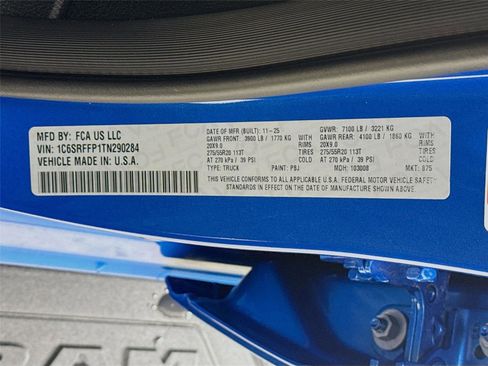 MFD. BY: FCA US LLC
VIN: 1C6SRFFP1TN290284
VEHICLE MADE IN: U.S.A.
DATE OF MFR (BUILT): 11-25
GAWR FRONT: 3900 LB / 1770 KG WITH
20X9.0 RIMS
275/55R20 113T TIRES
AT 270 kPa / 39 PSI COLD
TYPE: TRUCK PAINT: PBJ
GVWR: 7100 LB / 3221 KG
GAWR REAR: 4100 LB / 1860 KG WITH
20X9.0 RIMS
275/55R20 113T TIRES
AT 270 kPa / 39 PSI COLD
MDH: 103008 MKT: 875
THIS VEHICLE CONFORMS TO ALL APPLICABLE U.S.A. FEDERAL MOTOR VEHICLE SAFETY
STANDARDS IN EFFECT ON THE DATE OF MANUFACTURE SHOWN ABOVE.
RAM